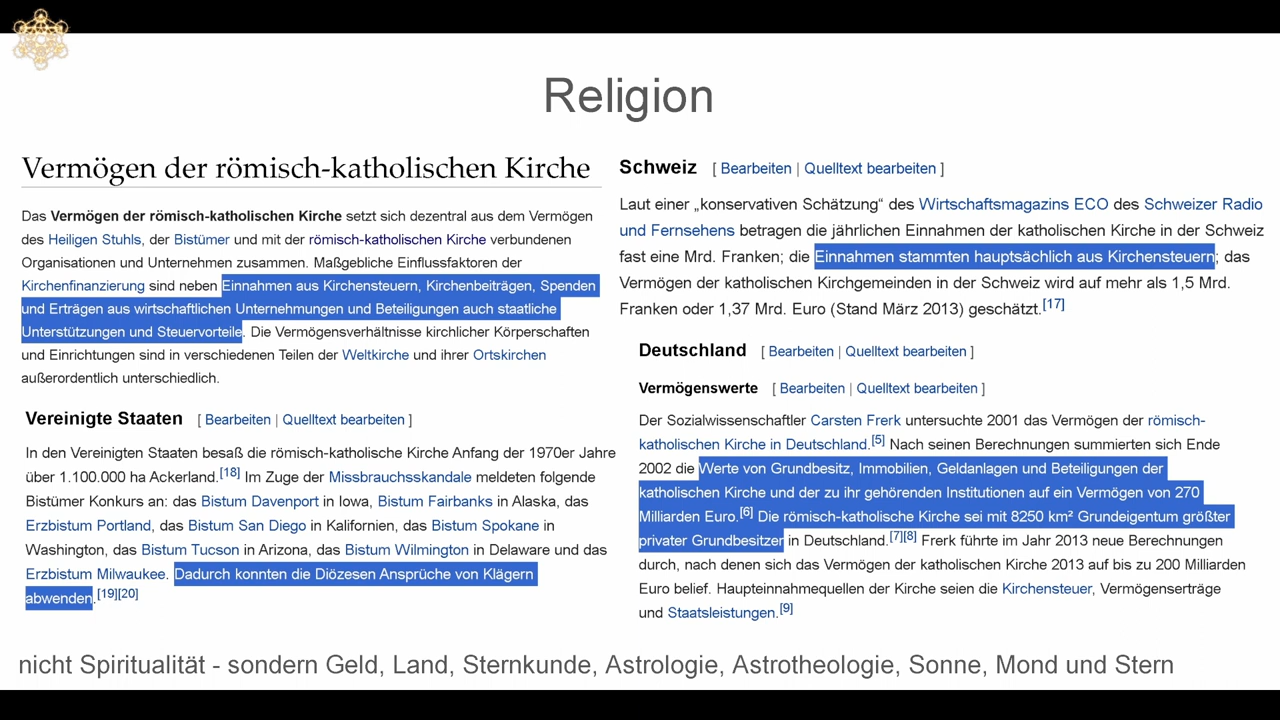 Religion
Vermögen der römisch-katholischen Kirche
Das Vermögen der römisch-katholischen Kirche setzt sich dezentral aus dem Vermögen
des Heiligen Stuhls, der Bistümer und mit der römisch-katholischen Kirche verbundenen
Organisationen und Unternehmen zusammen. Maßgebliche Einflussfaktoren der
Kirchenfinanzierung sind neben Einnahmen aus Kirchensteuern, Kirchenbeiträgen, Spenden
und Erträgen aus wirtschaftlichen Unternehmungen und Beteiligungen auch staatliche
Unterstützungen und Steuervorteile. Die Vermögensverhältnisse kirchlicher Körperschaften
und Einrichtungen sind in verschiedenen Teilen der Weltkirche und ihrer Ortskirchen
außerordentlich unterschiedlich.
Vereinigte Staaten [ Bearbeiten | Quelltext bearbeiten ]
In den Vereinigten Staaten besaß die römisch-katholische Kirche Anfang der 1970er Jahre
über 1.100.000 ha Ackerland.[18] Im Zuge der Missbrauchsskandale meldeten folgende
Bistümer Konkurs an: das Bistum Davenport in Iowa, Bistum Fairbanks in Alaska, das
Erzbistum Portland, das Bistum San Diego in Kalifornien, das Bistum Spokane in
Washington, das Bistum Tucson in Arizona, das Bistum Wilmington in Delaware und das
Erzbistum Milwaukee. Dadurch konnten die Diözesen Ansprüche von Klägern
abwenden.[19][20]
Schweiz [ Bearbeiten | Quelltext bearbeiten ]
Laut einer „konservativen Schätzung“ des Wirtschaftsmagazins ECO des Schweizer Radio
und Fernsehens betragen die jährlichen Einnahmen der katholischen Kirche in der Schweiz
fast eine Mrd. Franken; die Einnahmen stammten hauptsächlich aus Kirchensteuern; das
Vermögen der katholischen Kirchgemeinden in der Schweiz wird auf mehr als 1,5 Mrd.
Franken oder 1,37 Mrd. Euro (Stand März 2013) geschätzt.[17]
Deutschland [ Bearbeiten | Quelltext bearbeiten ]
Vermögenswerte [ Bearbeiten | Quelltext bearbeiten ]
Der Sozialwissenschaftler Carsten Frerk untersuchte 2001 das Vermögen der römisch-
katholischen Kirche in Deutschland.[5] Nach seinen Berechnungen summierten sich Ende
2002 die Werte von Grundbesitz, Immobilien, Geldanlagen und Beteiligungen der
katholischen Kirche und der zu ihr gehörenden Institutionen auf ein Vermögen von 270
Milliarden Euro.[6] Die römisch-katholische Kirche sei mit 8250 km² Grundeigentum größter
privater Grundbesitzer in Deutschland.[7][8] Frerk führte im Jahr 2013 neue Berechnungen
durch, nach denen sich das Vermögen der katholischen Kirche 2013 auf bis zu 200 Milliarden
Euro belief. Haupteinnahmequellen der Kirche seien die Kirchensteuer, Vermögenserträge
und Staatsleistungen.[9]
nicht Spiritualität - sondern Geld, Land, Sternkunde, Astrologie, Astrotheologie, Sonne, Mond und Stern